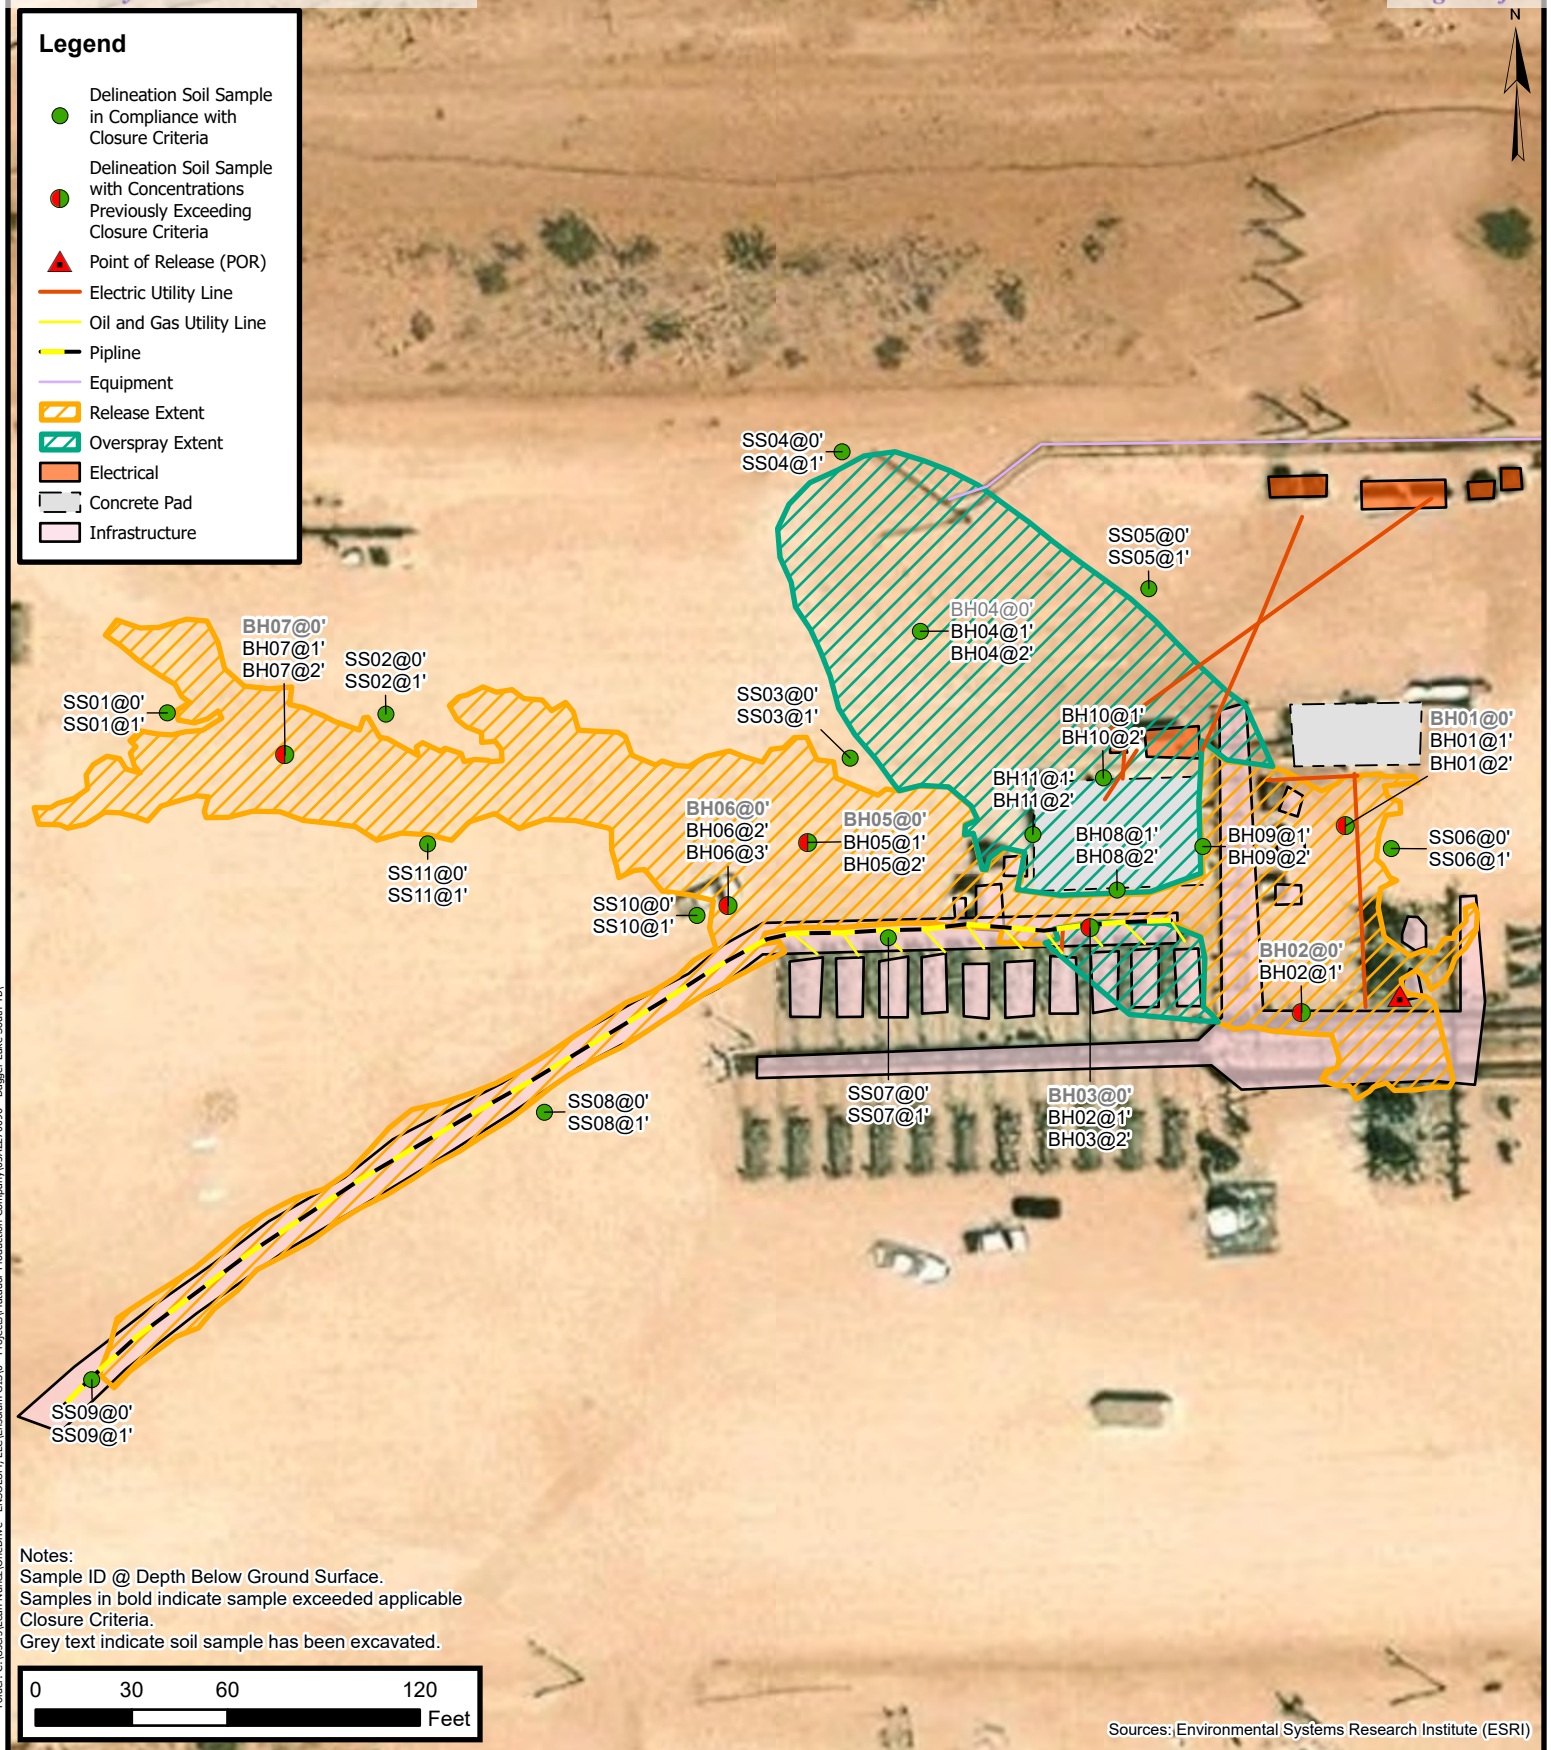 N
Legend
Delineation Soil Sample
in Compliance with
Closure Criteria
Delineation Soil Sample
with Concentrations
Previously Exceeding
Closure Criteria
Point of Release (POR)
Electric Utility Line
Oil and Gas Utility Line
Pipline
Equipment
Release Extent
Overspray Extent
Electrical
Concrete Pad
Infrastructure
SS04@0'
SS04@1'
SS05@0'
SS05@1'
BH04@0'
BH04@1'
BH04@2'
BH07@0'
BH07@1'
BH07@2'
SS02@0'
SS02@1'
SS01@0'
SS01@1'
SS03@0'
SS03@1'
BH10@1'
BH10@2'
BH01@0'
BH01@1'
BH01@2'
BH11@1'
BH11@2'
BH06@0'
BH06@2'
BH06@3'
BH05@0'
BH05@1'
BH05@2'
BH08@1'
BH08@2'
BH09@1'
BH09@2'
SS06@0'
SS06@1'
SS11@0'
SS11@1'
SS10@0'
SS10@1'
BH02@0'
BH02@1'
SS08@0'
SS08@1'
SS07@0'
SS07@1'
BH03@0'
BH02@1'
BH03@2'
SS09@0'
SS09@1'
Notes:
Sample ID @ Depth Below Ground Surface.
Samples in bold indicate sample exceeded applicable
Closure Criteria.
Grey text indicate soil sample has been excavated.
0 30 60 120
Feet
Sources: Environmental Systems Research Institute (ESRI)